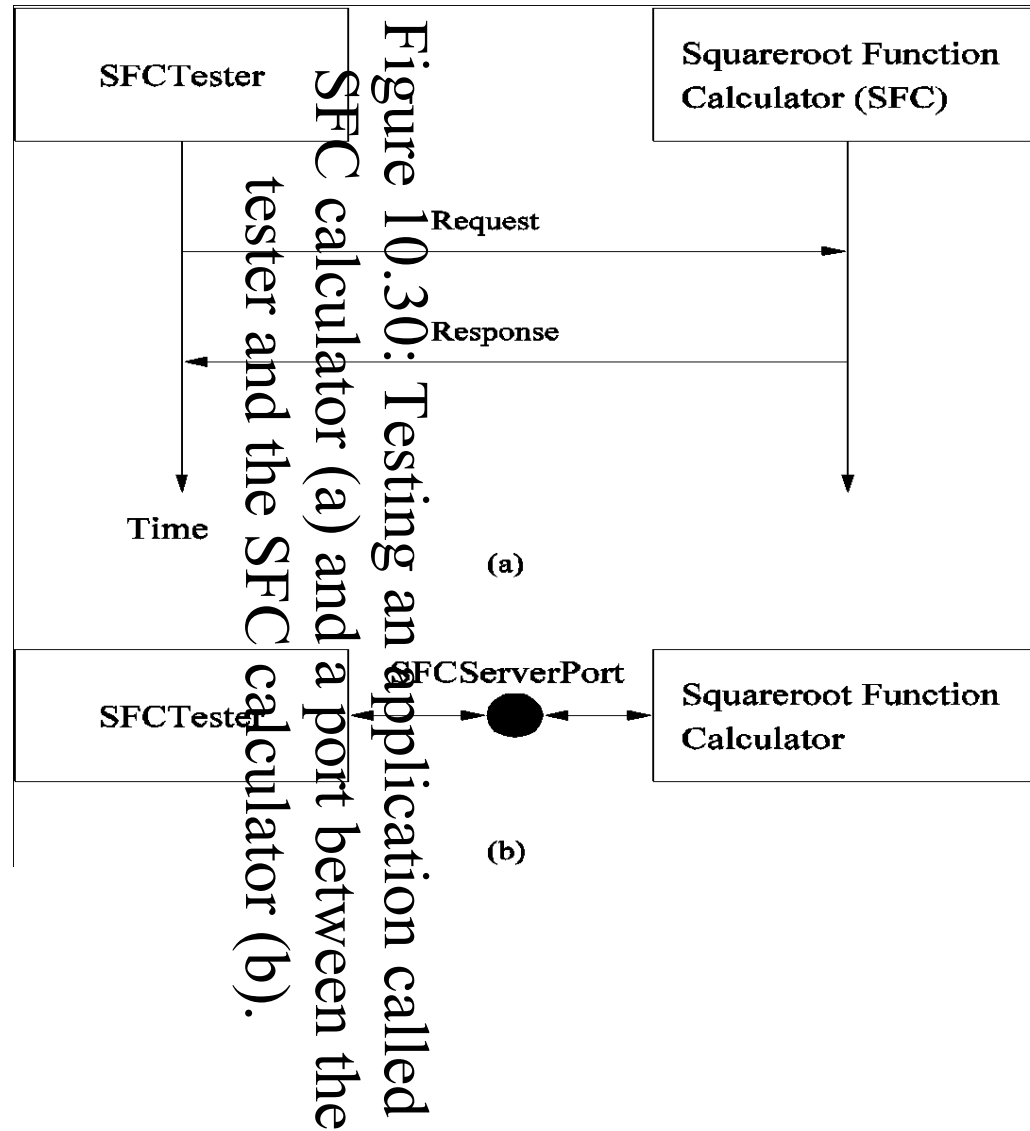 SFCTester
Squareroot Function
Calculator (SFC)
Request
Response
Time
(a)
SFCTester
SFCServerPort
Squareroot Function
Calculator
(b)
Figure 10.30: Testing an application called
SFC calculator (a) and a port between the
tester and the SFC calculator (b).